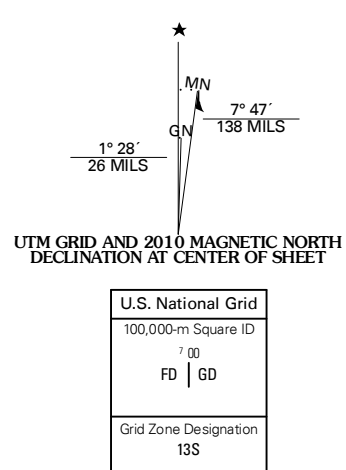 ★
MN
7° 47´
138 MILS
GN
1° 28´
26 MILS
UTM GRID AND 2010 MAGNETIC NORTH
DECLINATION AT CENTER OF SHEET
U.S. National Grid
100,000-m Square ID
7 00
FD GD
Grid Zone Designation
13S